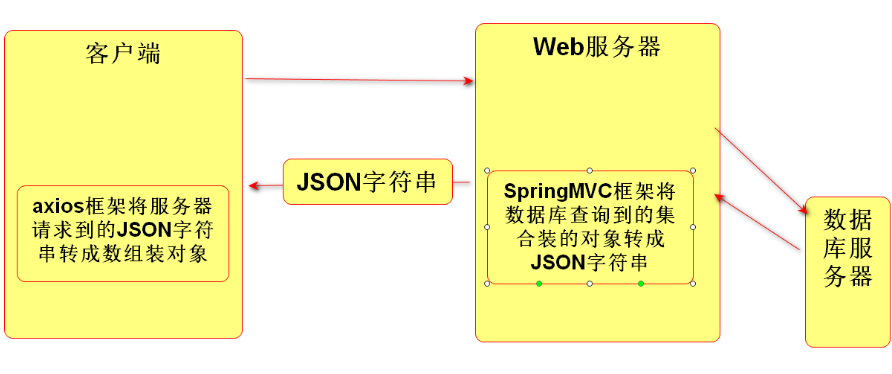 客户端
axios框架将服务器
请求到的JSON字符
串转成数组装对象
JSON字符串
Web服务器
SpringMVC框架将
数据库查询到的集
合装的对象转成
JSON字符串
数据
库服
务器